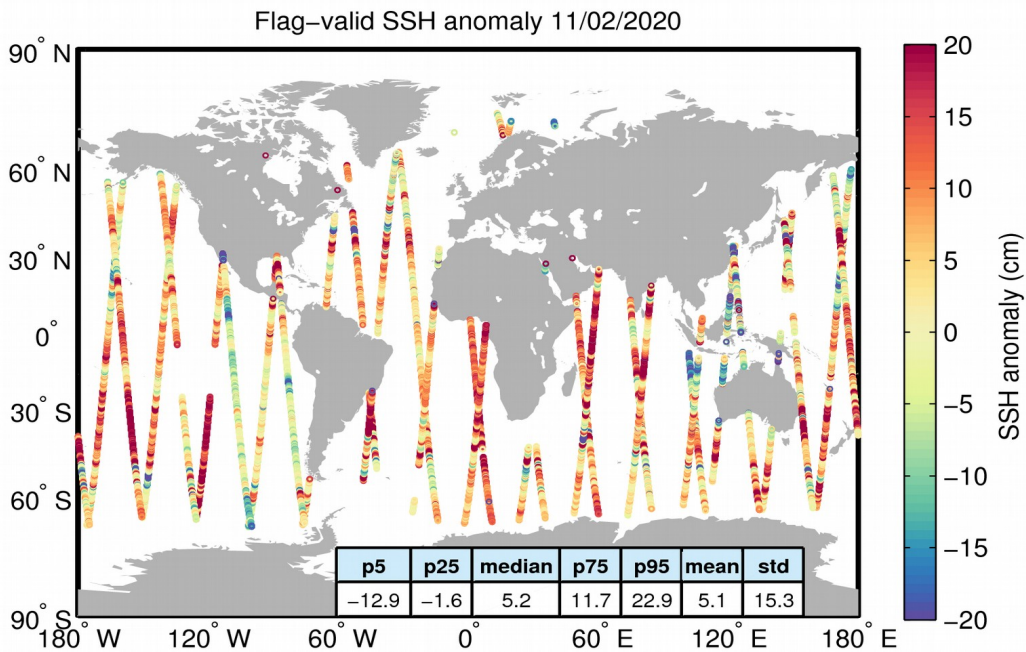 Flag−valid SSH anomaly 11/02/2020
90° N
60° N
30° N
0°
30° S
60° S
90° S
180° W
120° W
60° W
0°
60° E
120° E
180° E
p5 p25 median p75 p95 mean std
−12.9 −1.6 5.2 11.7 22.9 5.1 15.3
20
15
10
5
0
−5
−10
−15
−20
SSH anomaly (cm)